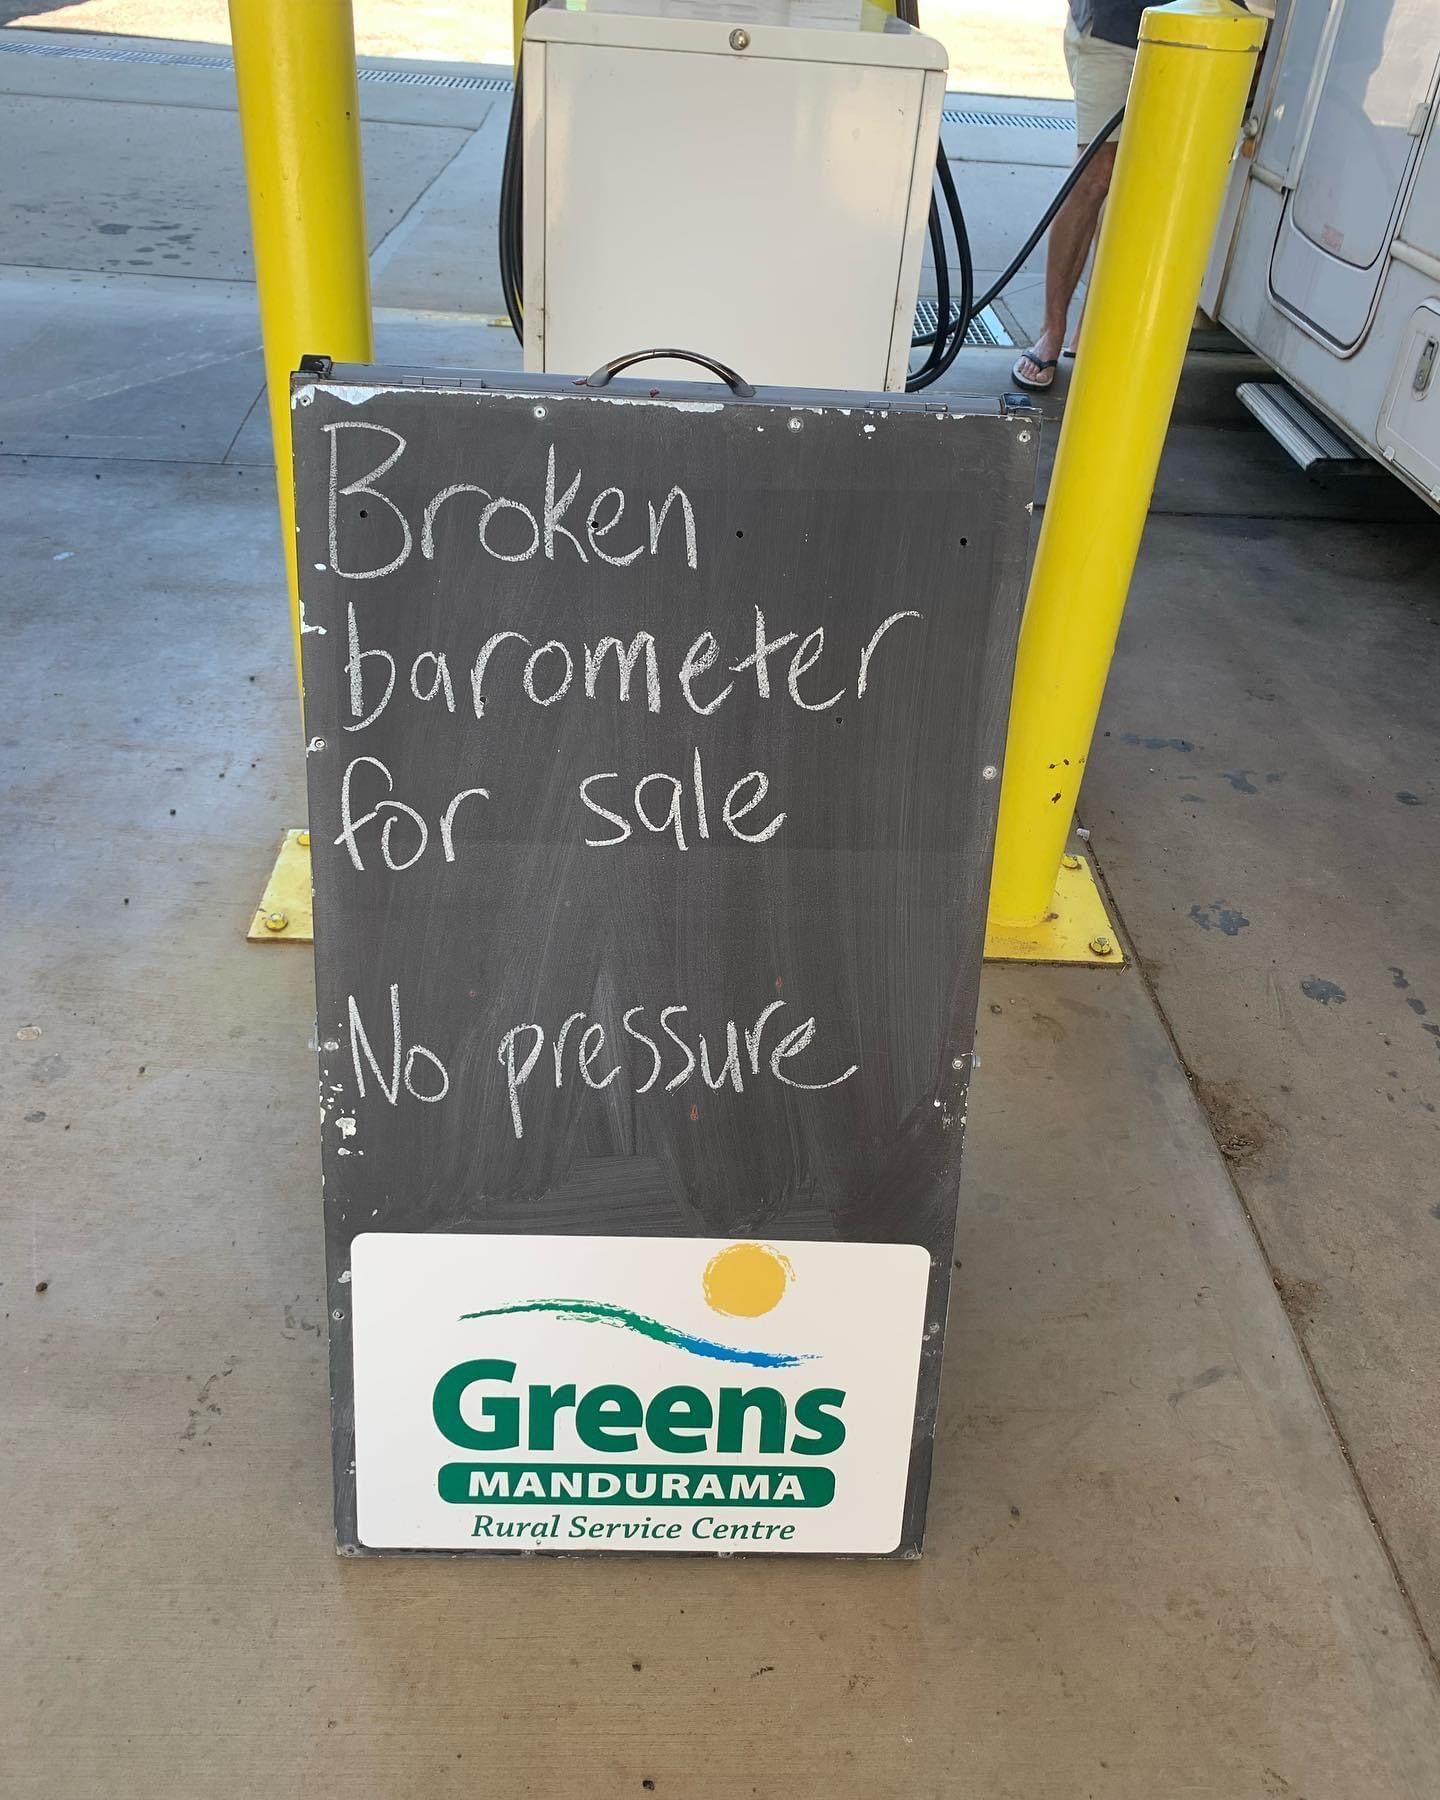 Broken
barometer
for sale
No pressure
Greens
MANDURAMA
Rural Service Centre